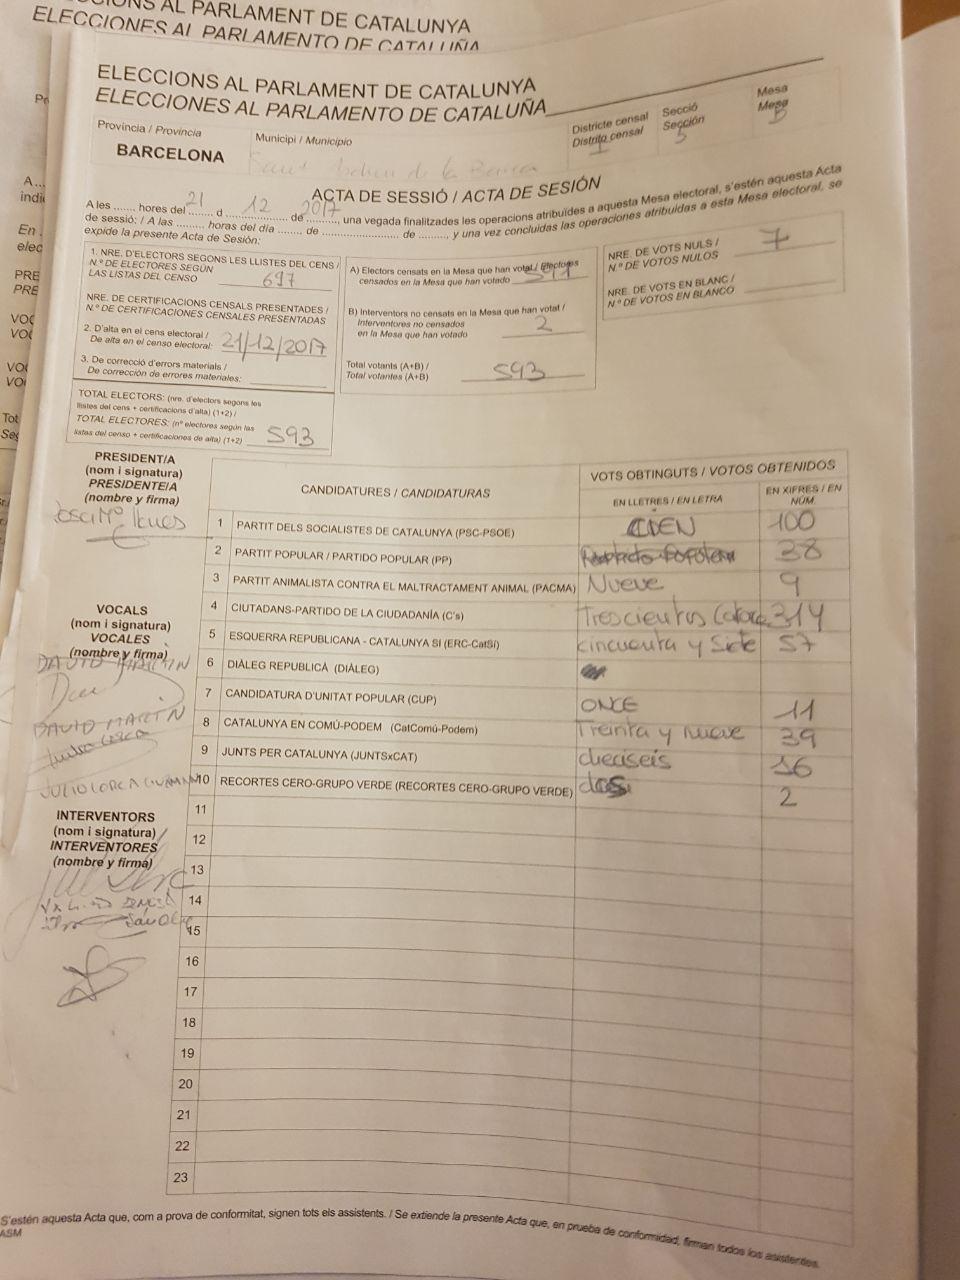 ELECCIONS AL PARLAMENT DE CATALUNYA
ELECCIONES AL PARLAMENTO DE CATALUÑA
ELECCIONS AL PARLAMENT DE CATALUNYA
ELECCIONES AL PARLAMENTO DE CATALUÑA
Província / Provincia
BARCELONA
Municipi / Municipio
de la Barca
Districte censal
Distrito censal
1
Secció
Sección
5
Mesa
Mesa
B
ACTA DE SESSIÓ / ACTA DE SESIÓN
A les ........ hores del 21 d 12 de 2017, una vegada finalitzades les operacions atribuïdes a aquesta Mesa electoral, s'estén aquesta Acta
de sessió: / A las ......... horas del día ....... de ...................... de ........, y una vez concluidas las operaciones atribuidas a esta Mesa electoral, se
expide la presente Acta de Sesión:
1. NRE. D'ELECTORS SEGONS LES LLISTES DEL CENS /
N.º DE ELECTORES SEGÚN
LAS LISTAS DEL CENSO 697
NRE. DE CERTIFICACIONS CENSALS PRESENTADES /
N.º DE CERTIFICACIONES CENSALES PRESENTADAS
2. D'alta en el cens electoral /
De alta en el censo electoral: 21/12/2017
3. De correcció d'errors materials /
De corrección de errores materiales:
TOTAL ELECTORS: (nre. d'electors segons les
llistes del cens + certificacions d'alta) (1+2) /
TOTAL ELECTORES: (nº electores según las
listas del censo + certificaciones de alta) (1+2) 593
A) Electors censats en la Mesa que han votat / Electores
censados en la Mesa que han votado 591
B) Interventors no censats en la Mesa que han votat /
Interventores no censados
en la Mesa que han votado 2
Total votants (A+B) /
Total votantes (A+B) 593
NRE. DE VOTS NULS /
N.º DE VOTOS NULOS 7
NRE. DE VOTS EN BLANC /
N.º DE VOTOS EN BLANCO
PRESIDENT/A
(nom i signatura)
PRESIDENTE/A
(nombre y firma)
VOCALS
(nom i signatura)
VOCALES
(nombre y firma)
DAVID MARTIN
DAVID MARTIN
JULIO LORCA
INTERVENTORS
(nom i signatura)
INTERVENTORES
(nombre y firma)
CANDIDATURES / CANDIDATURAS
VOTS OBTINGUTS / VOTOS OBTENIDOS
EN LLETRES / EN LETRA
EN XIFRES / EN NÚM.
1 PARTIT DELS SOCIALISTES DE CATALUNYA (PSC-PSOE) CIEN 100
2 PARTIT POPULAR / PARTIDO POPULAR (PP) 38
3 PARTIT ANIMALISTA CONTRA EL MALTRACTAMENT ANIMAL (PACMA) Nueve 9
4 CIUTADANS-PARTIDO DE LA CIUDADANÍA (C's) Trescientos Catorce 314
5 ESQUERRA REPUBLICANA - CATALUNYA SÍ (ERC-CatSí) cincuenta y Siete 57
6 DIÀLEG REPUBLICÀ (DIÀLEG)
7 CANDIDATURA D'UNITAT POPULAR (CUP) ONCE 11
8 CATALUNYA EN COMÚ-PODEM (CatComú-Podem) Treinta y nueve 39
9 JUNTS PER CATALUNYA (JUNTSxCAT) dieciseis 16
10 RECORTES CERO-GRUPO VERDE (RECORTES CERO-GRUPO VERDE) dos 2
11
12
13
14
15
16
17
18
19
20
21
22
23
S'estén aquesta Acta que, com a prova de conformitat, signen tots els assistents. / Se extiende la presente Acta que, en prueba de conformidad, firman todos los asistentes.
ASM